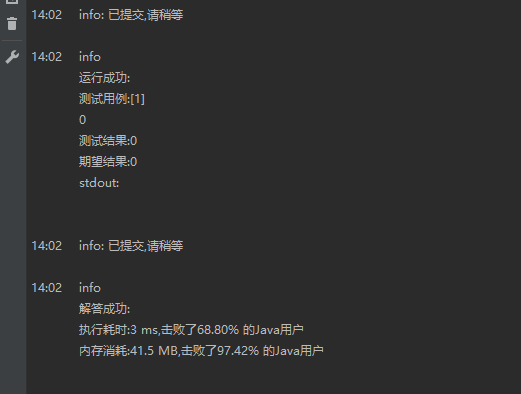 14:02 info: 已提交,请稍等
14:02 info
运行成功:
测试用例:[1]
0
测试结果:0
期望结果:0
stdout:
14:02 info: 已提交,请稍等
14:02 info
解答成功:
执行耗时:3 ms,击败了68.80% 的Java用户
内存消耗:41.5 MB,击败了97.42% 的Java用户